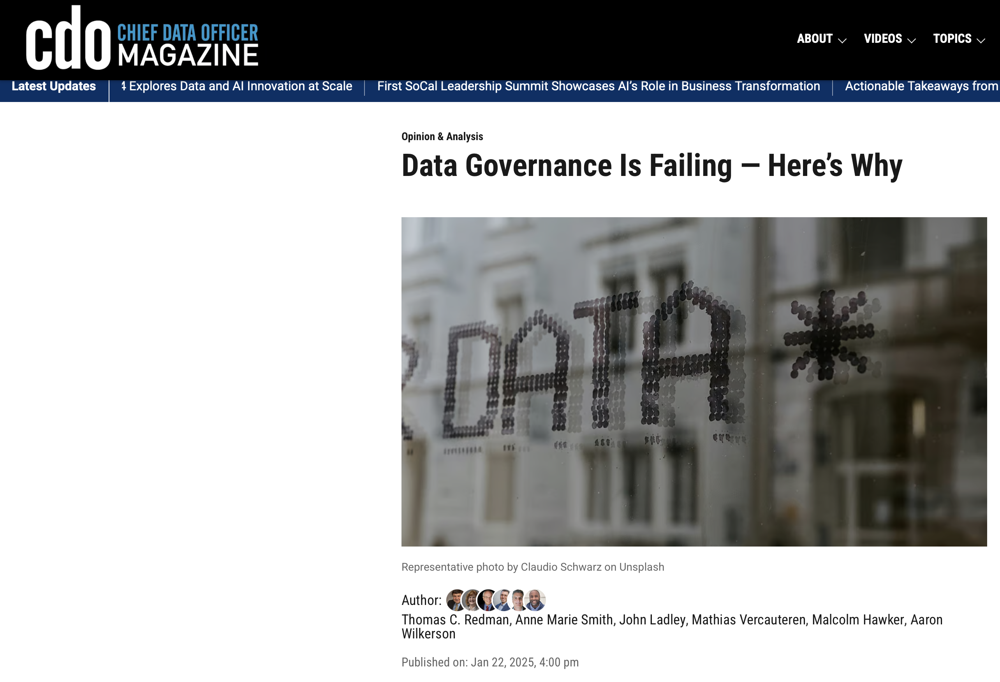 cdo CHIEF DATA OFFICER
MAGAZINE
ABOUT
VIDEOS
TOPICS
Latest Updates
4 Explores Data and AI Innovation at Scale
First SoCal Leadership Summit Showcases AI’s Role in Business Transformation
Actionable Takeaways from
Opinion & Analysis
Data Governance Is Failing — Here’s Why
DATA *
Representative photo by Claudio Schwarz on Unsplash
Author:
Thomas C. Redman, Anne Marie Smith, John Ladley, Mathias Vercauteren, Malcolm Hawker, Aaron
Wilkerson
Published on: Jan 22, 2025, 4:00 pm